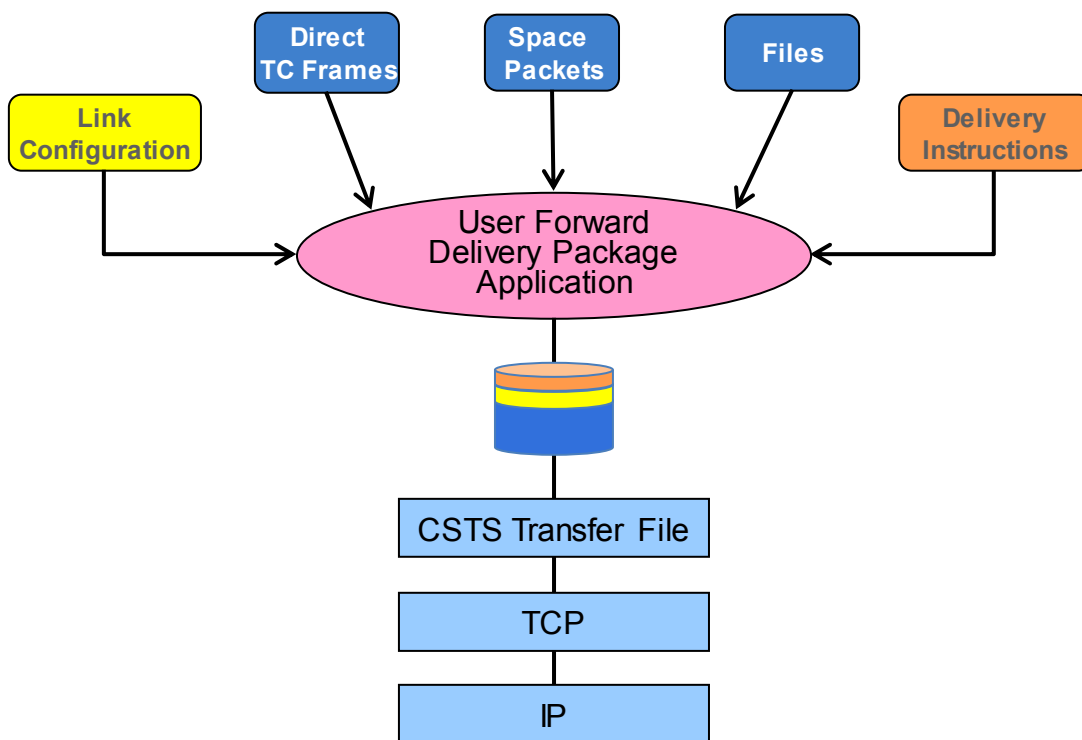 Direct
TC Frames
Space
Packets
Files
Link
Configuration
Delivery
Instructions
User Forward
Delivery Package
Application
CSTS Transfer File
TCP
IP